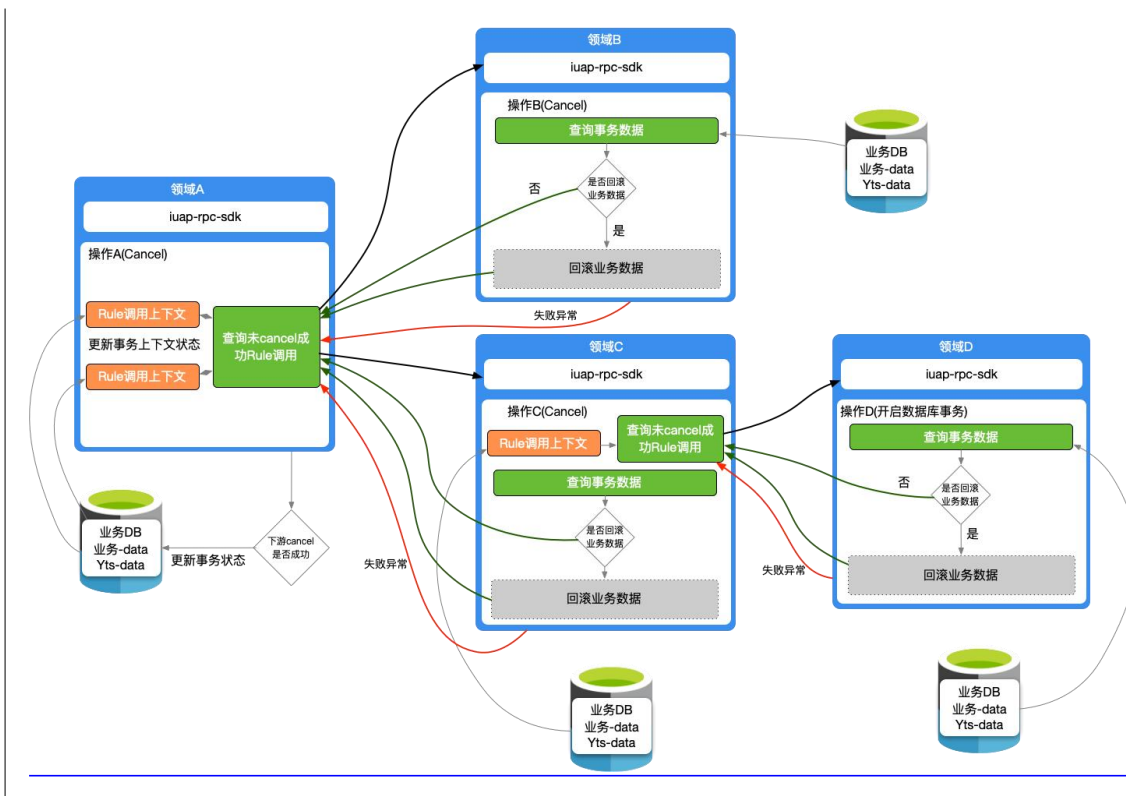 领域B
iuap-rpc-sdk
操作B(Cancel)
查询事务数据
是否回滚
业务数据
否
是
回滚业务数据
失败异常
业务DB
业务-data
Yts-data
领域A
iuap-rpc-sdk
操作A(Cancel)
Rule调用上下文
更新事务上下文状态
Rule调用上下文
查询未cancel成
功Rule调用
下游cancel
是否成功
更新事务状态
业务DB
业务-data
Yts-data
领域C
iuap-rpc-sdk
操作C(Cancel)
Rule调用上下文
查询未cancel成
功Rule调用
查询事务数据
是否回滚
业务数据
回滚业务数据
失败异常
业务DB
业务-data
Yts-data
领域D
iuap-rpc-sdk
操作D(开启数据库事务)
查询事务数据
是否回滚
业务数据
否
是
回滚业务数据
失败异常
业务DB
业务-data
Yts-data